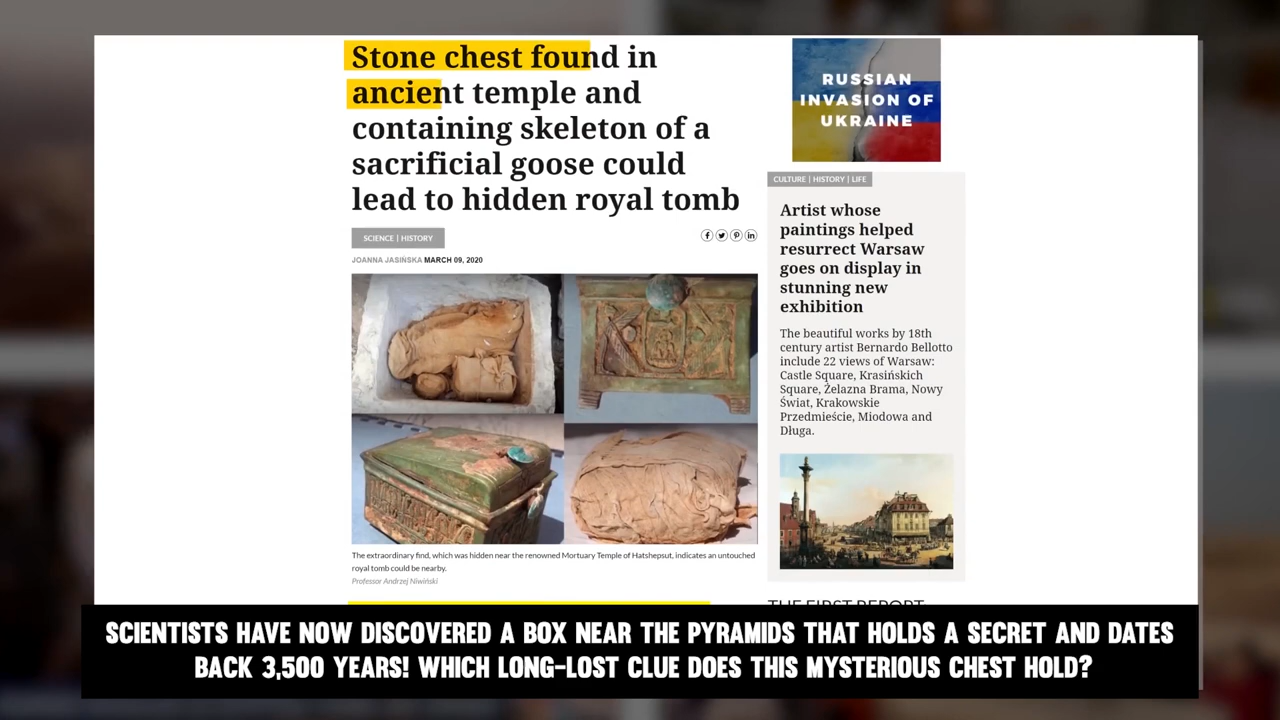 Stone chest found in
ancient temple and
containing skeleton of a
sacrificial goose could
lead to hidden royal tomb
SCIENCE | HISTORY
JOANNA JASIŃSKA MARCH 09, 2020
The extraordinary find, which was hidden near the renowned Mortuary Temple of Hatshepsut, indicates an untouched
royal tomb could be nearby.
Professor Andrzej Niwiński
RUSSIAN
INVASION OF
UKRAINE
CULTURE | HISTORY | LIFE
Artist whose
paintings helped
resurrect Warsaw
goes on display in
stunning new
exhibition
The beautiful works by 18th
century artist Bernardo Bellotto
include 22 views of Warsaw:
Castle Square, Krasińskich
Square, Żelazna Brama, Nowy
Świat, Krakowskie
Przedmieście, Miodowa and
Długa.
THE FIRST REPORT
SCIENTISTS HAVE NOW DISCOVERED A BOX NEAR THE PYRAMIDS THAT HOLDS A SECRET AND DATES
BACK 3,500 YEARS! WHICH LONG-LOST CLUE DOES THIS MYSTERIOUS CHEST HOLD?